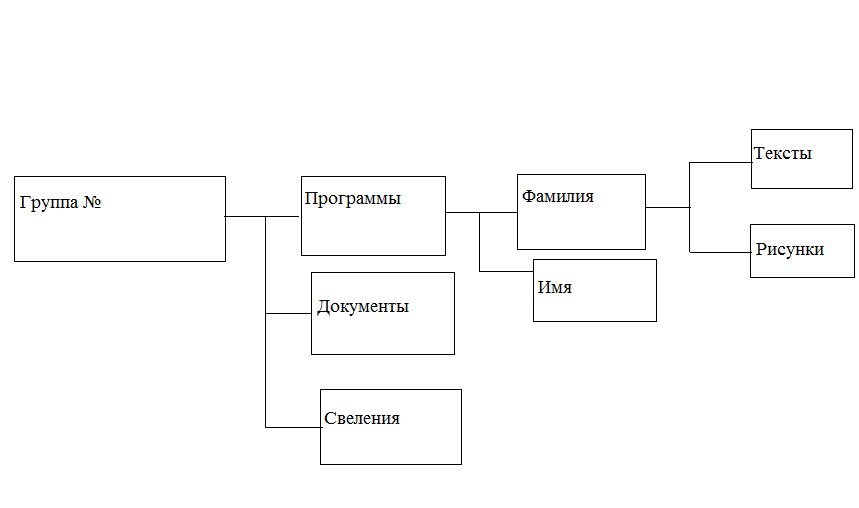 Группа №
Программы
Фамилия
Тексты
Рисунки
Имя
Документы
Свеления